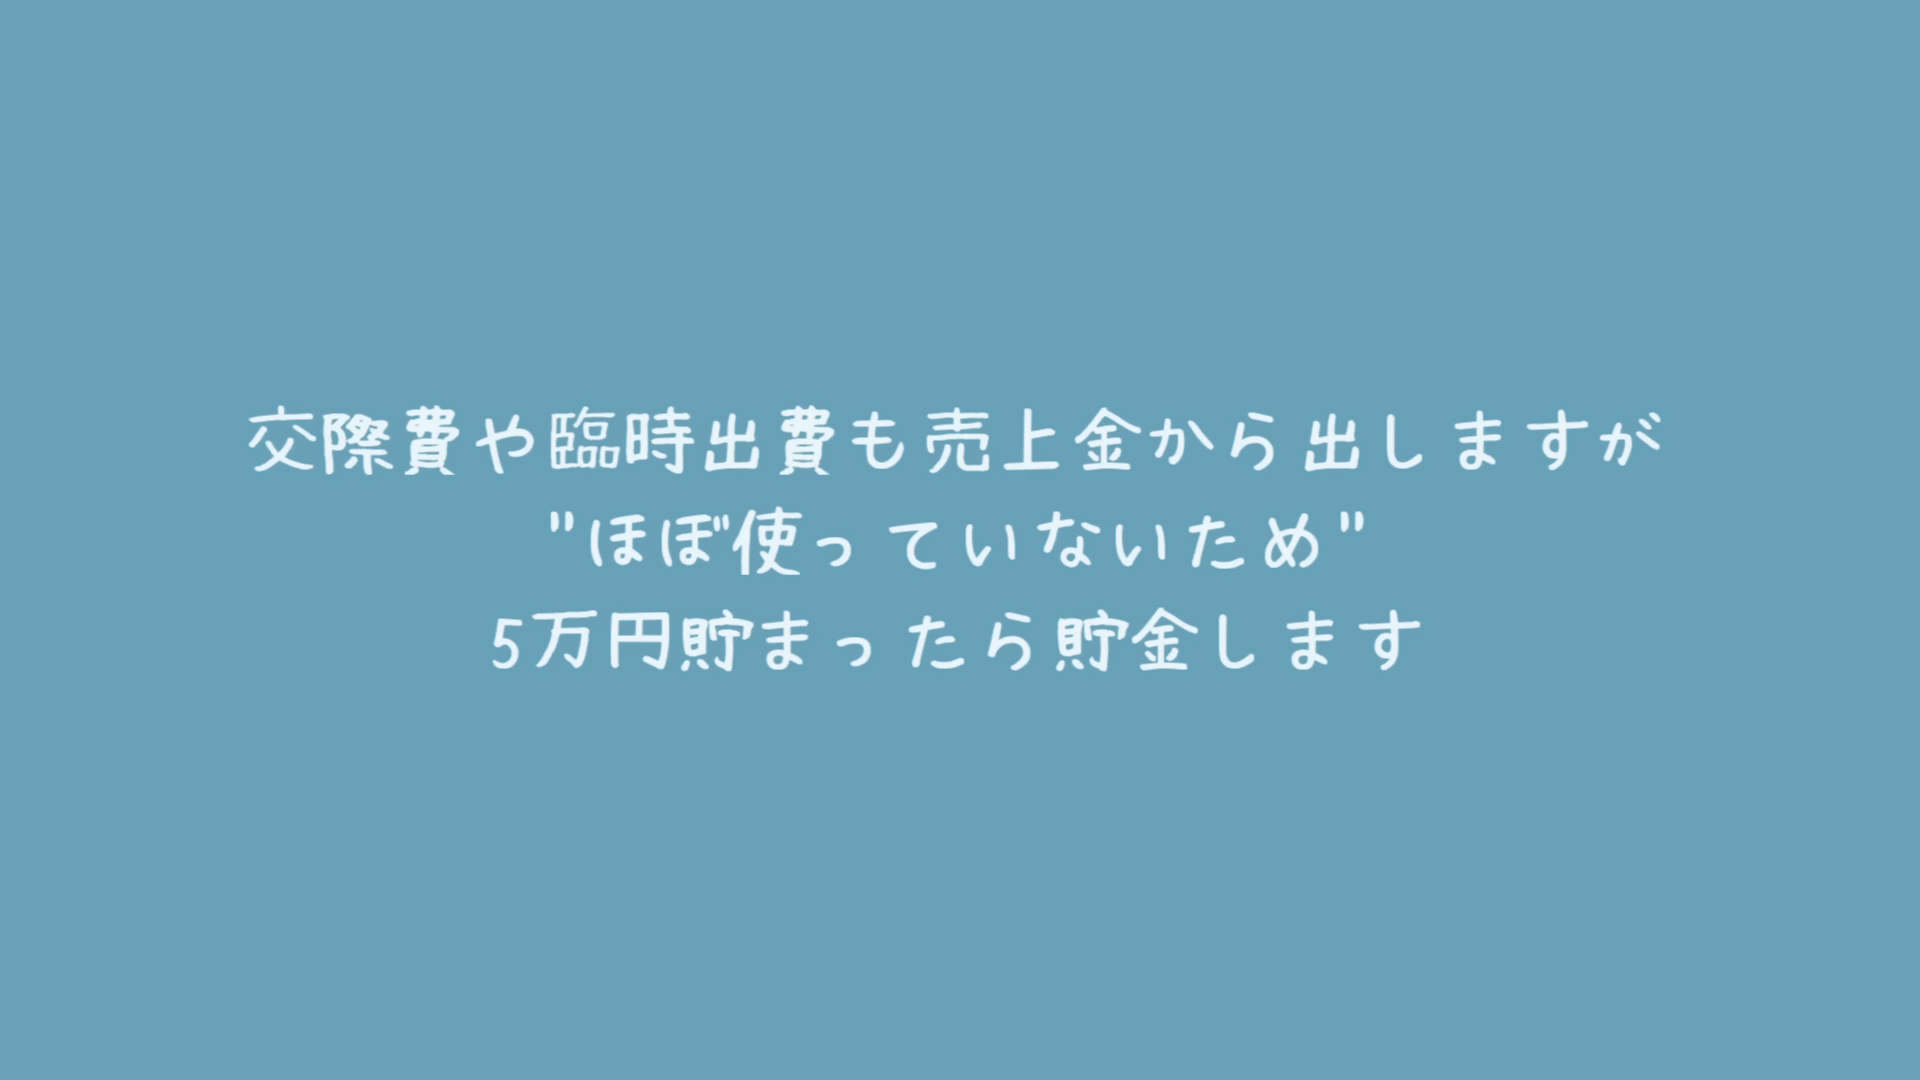 交際費や臨時出費も売上金から出しますが
"ほぼ使っていないため"
5万円貯まったら貯金します